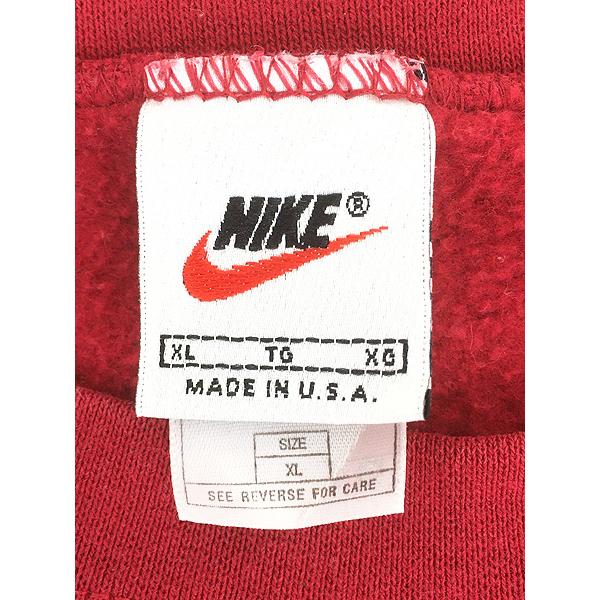 NIKE®
XL TG XG
MADE IN U.S.A.
SIZE
XL
SEE REVERSE FOR CARE